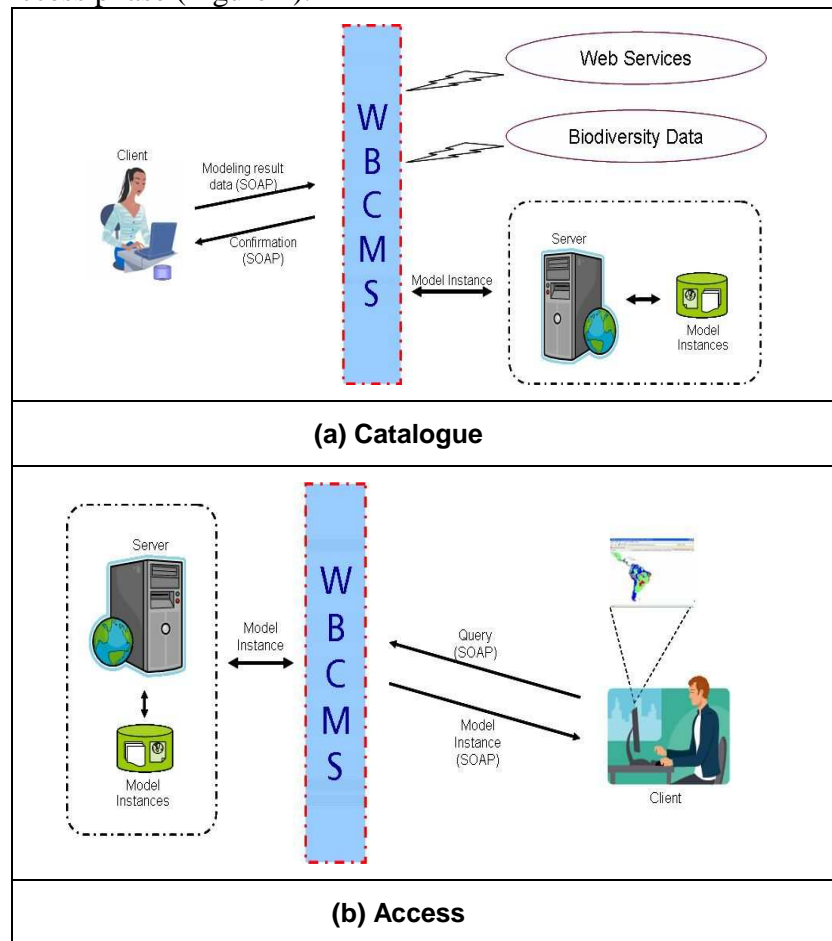 phase
Web Services
W
B
C
M
S
Biodiversity Data
Client
Modeling result
data (SOAP)
Confirmation
(SOAP)
Model Instance
Server
Model
Instances
(a) Catalogue
Server
Model
Instance
Model
Instances
W
B
C
M
S
Query
(SOAP)
Model
Instance
(SOAP)
Client
(b) Access